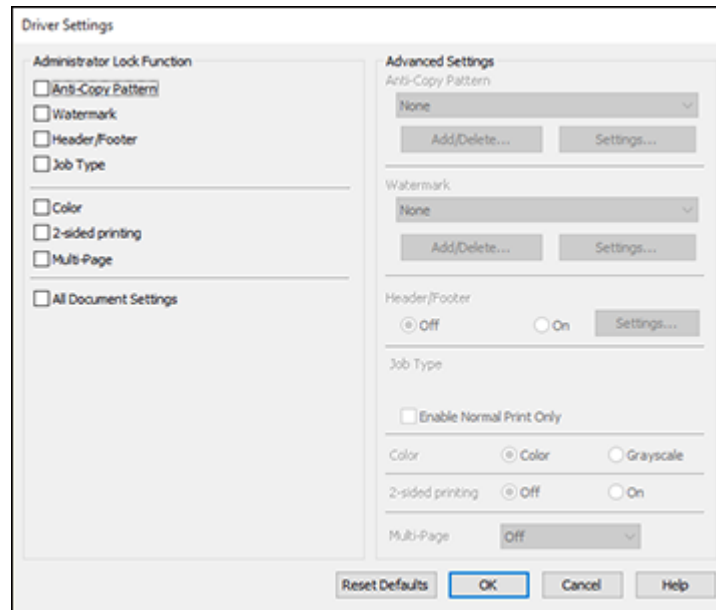 Driver Settings
Administrator Lock Function
Anti-Copy Pattern
Watermark
Header/Footer
Job Type
Color
2-sided printing
Multi-Page
All Document Settings
Advanced Settings
Anti-Copy Pattern
None
Add/Delete... Settings...
Watermark
None
Add/Delete... Settings...
Header/Footer
Off On Settings...
Job Type
Enable Normal Print Only
Color Color Grayscale
2-sided printing Off On
Multi-Page Off
Reset Defaults OK Cancel Help